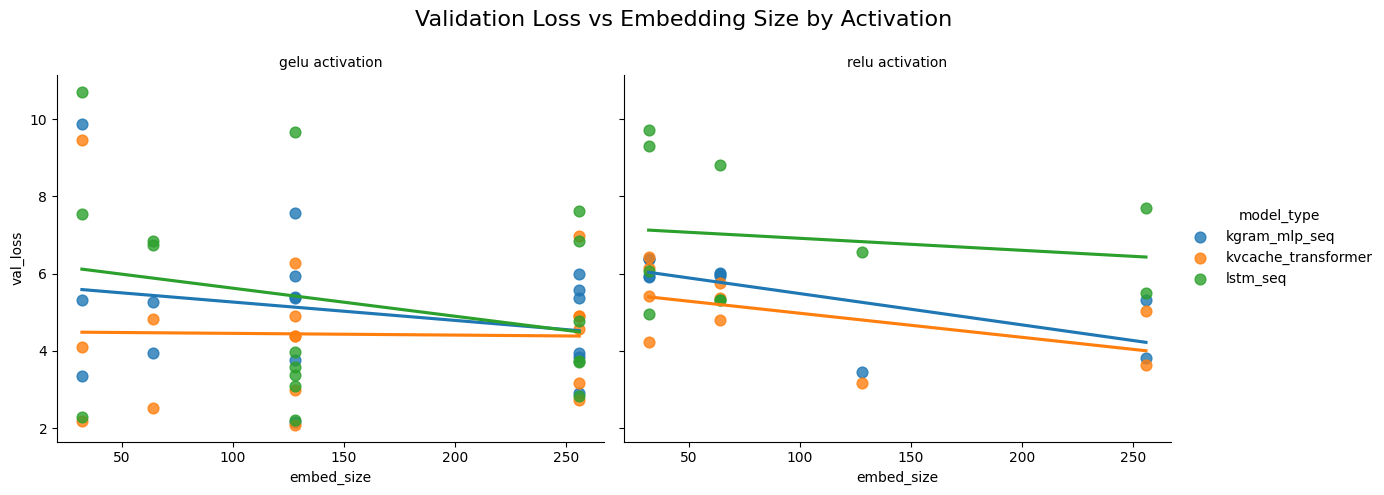 Validation Loss vs Embedding Size by Activation
gelu activation
relu activation
10
8
6
4
2
val_loss
50
100
150
200
250
embed_size
50
100
150
200
250
embed_size
model_type
kgram_mlp_seq
kvcache_transformer
lstm_seq